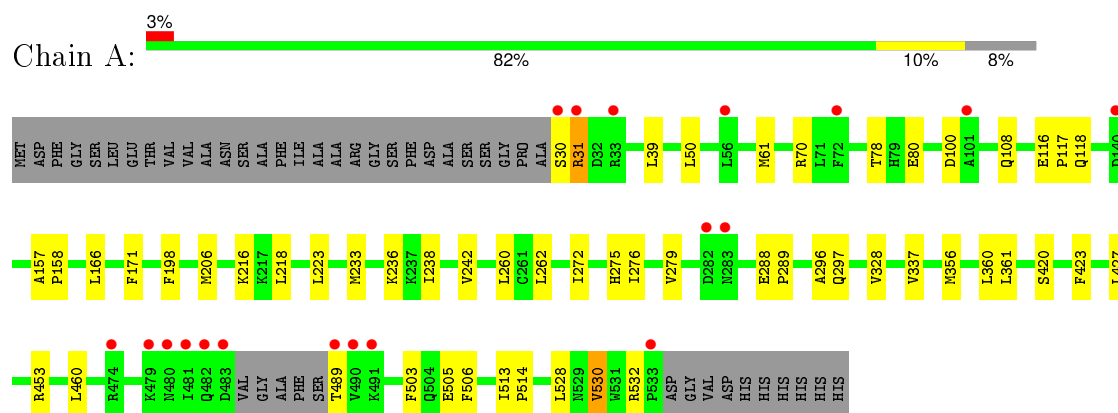 3%
Chain A:
82% 10% 8%
MET ASP PHE GLY SER LEU GLU THR VAL VAL ALA ASN SER ALA PHE ILE ALA ALA ARG GLY SER PHE ASP ALA SER SER GLY PRO ALA S30 R31 D32 R33 L39 L50 L56 M61 R70 L71 F72 T78 H79 E80 D100 A101 Q108 E116 P117 Q118 D140
A157 P158 L166 F171 F198 M206 K216 K217 L218 L223 M233 K236 K237 I238 V242 L260 C261 L262 I272 H275 I276 V279 D282 N283 E288 P289 A296 Q297 V328 V337 M356 L360 L361 S420 F423 L427
R453 L460 R474 K479 N480 I481 Q482 D483 VAL GLY ALA PHE SER T489 V490 K491 F503 Q504 E505 F506 I513 P514 L528 N529 V530 W531 R532 P533 ASP GLY VAL ASP HIS HIS HIS HIS HIS HIS